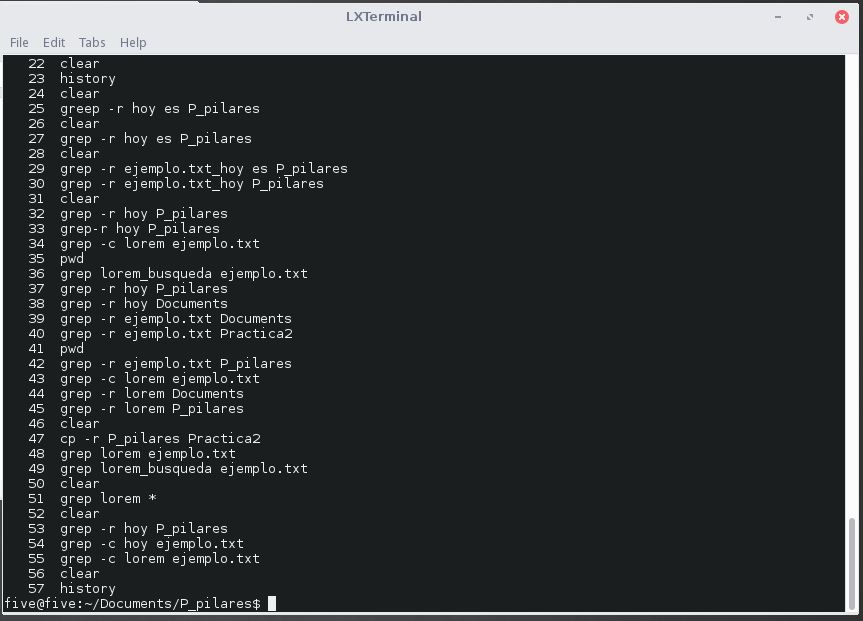 LXTerminal
File Edit Tabs Help
22 clear
23 history
24 clear
25 greep -r hoy es P_pilares
26 clear
27 grep -r hoy es P_pilares
28 clear
29 grep -r ejemplo.txt_hoy es P_pilares
30 grep -r ejemplo.txt_hoy P_pilares
31 clear
32 grep -r hoy P_pilares
33 grep-r hoy P_pilares
34 grep -c lorem ejemplo.txt
35 pwd
36 grep lorem_busqueda ejemplo.txt
37 grep -r hoy P_pilares
38 grep -r hoy Documents
39 grep -r ejemplo.txt Documents
40 grep -r ejemplo.txt Practica2
41 pwd
42 grep -r ejemplo.txt P_pilares
43 grep -c lorem ejemplo.txt
44 grep -r lorem Documents
45 grep -r lorem P_pilares
46 clear
47 cp -r P_pilares Practica2
48 grep lorem ejemplo.txt
49 grep lorem_busqueda ejemplo.txt
50 clear
51 grep lorem *
52 clear
53 grep -r hoy P_pilares
54 grep -c hoy ejemplo.txt
55 grep -c lorem ejemplo.txt
56 clear
57 history
five@five:~/Documents/P_pilares$